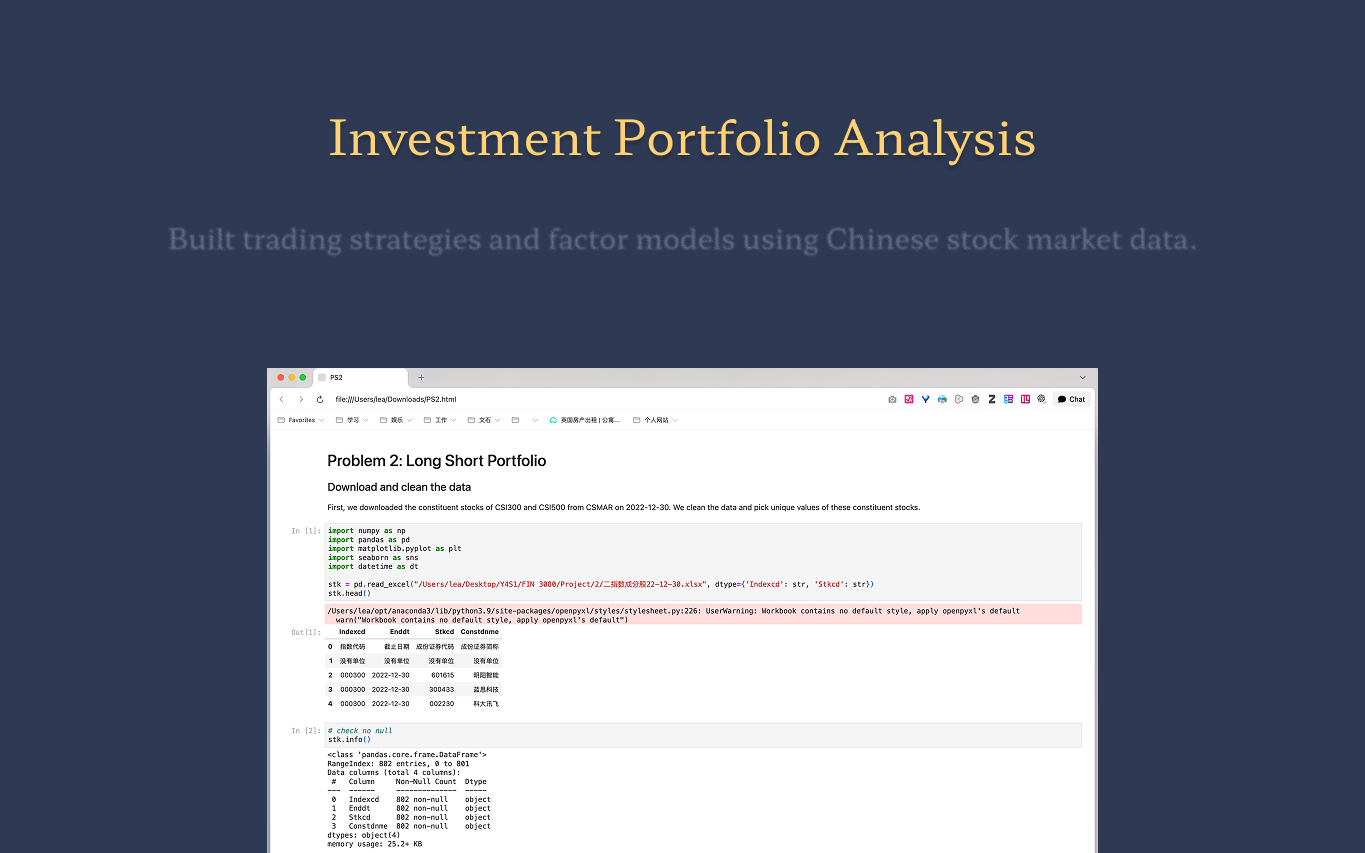 Investment Portfolio Analysis
Built trading strategies and factor models using Chinese stock market data.
PS2
file:///Users/lea/Downloads/PS2.html
Chat
Favorites 学习 娱乐 工作 文石 英国房产出租 | 公寓... 个人网站
Problem 2: Long Short Portfolio
Download and clean the data
First, we downloaded the constituent stocks of CSI300 and CSI500 from CSMAR on 2022-12-30. We clean the data and pick unique values of these constituent stocks.
In [1]:
import numpy as np
import pandas as pd
import matplotlib.pyplot as plt
import seaborn as sns
import datetime as dt
stk = pd.read_excel("/Users/lea/Desktop/Y4S1/FIN 3080/Project/2/二指数成分股22-12-30.xlsx", dtype={'Indexcd': str, 'Stkcd': str})
stk.head()
/Users/lea/opt/anaconda3/lib/python3.9/site-packages/openpyxl/styles/stylesheet.py:226: UserWarning: Workbook contains no default style, apply openpyxl's default
warn("Workbook contains no default style, apply openpyxl's default")
Out[1]:
Indexcd Enddt Stkcd Constdnme
0 指数代码 截止日期 成份证券代码 成份证券简称
1 没有单位 没有单位 没有单位 没有单位
2 000300 2022-12-30 601615 明阳智能
3 000300 2022-12-30 300433 蓝思科技
4 000300 2022-12-30 002230 科大讯飞
In [2]:
# check no null
stk.info()
<class 'pandas.core.frame.DataFrame'>
RangeIndex: 802 entries, 0 to 801
Data columns (total 4 columns):
# Column Non-Null Count Dtype
--- ------ -------------- -----
0 Indexcd 802 non-null object
1 Enddt 802 non-null object
2 Stkcd 802 non-null object
3 Constdnme 802 non-null object
dtypes: object(4)
memory usage: 25.2+ KB